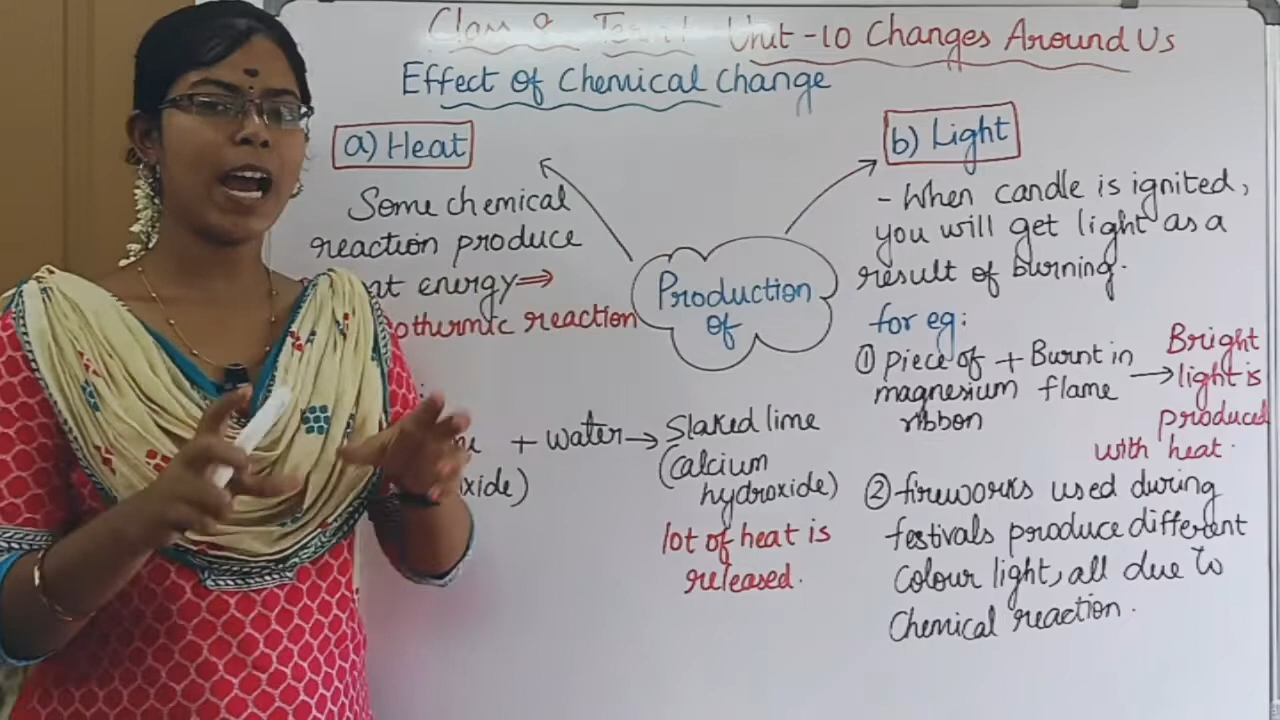 Unit -10 Changes Around Us
Effect of Chemical Change
a) Heat
Some chemical
reaction produce
energy ⇒
reaction
+ water → Slaked lime
(Calcium
hydroxide)
lot of heat is
released.
Production
of
b) Light
- When candle is ignited,
you will get light as a
result of burning.
for eg:
① piece of + Burnt in
magnesium flame →
ribbon
Bright
light is
produced
with heat.
② fireworks used during
festivals produce different
Colour light, all due to
Chemical reaction.